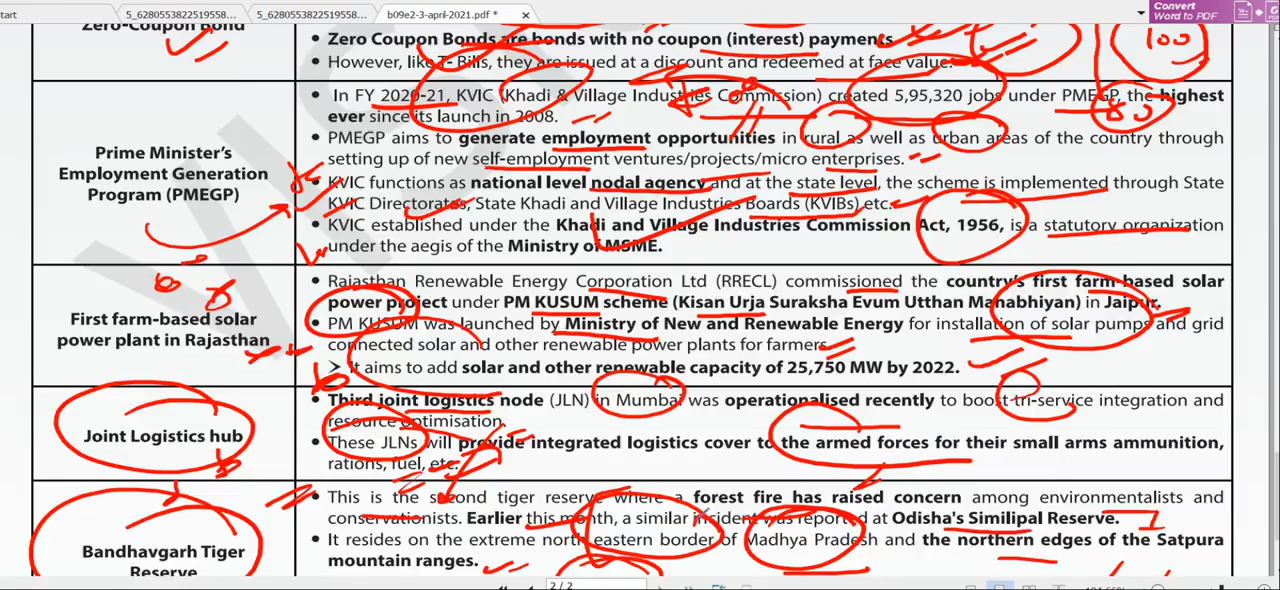 tart
5_6280553822519558...
5_6280553822519558...
b09e2-3-april-2021.pdf *
×
Convert
Word to PDF
Zero-Coupon Bond
• Zero Coupon Bonds are bonds with no coupon (interest) payments.
• However, like T- Bills, they are issued at a discount and redeemed at face value.
100
Prime Minister's
Employment Generation
Program (PMEGP)
• In FY 2020-21, KVIC (Khadi & Village Industries Commission) created 5,95,320 jobs under PMEGP, the highest
ever since its launch in 2008.
• PMEGP aims to generate employment opportunities in rural as well as urban areas of the country through
setting up of new self-employment ventures/projects/micro enterprises.
• KVIC functions as national level nodal agency and at the state level, the scheme is implemented through State
KVIC Directorates, State Khadi and Village Industries Boards (KVIBs) etc.
• KVIC established under the Khadi and Village Industries Commission Act, 1956, is a statutory organization
under the aegis of the Ministry of MSME.
First farm-based solar
power plant in Rajasthan
• Rajasthan Renewable Energy Corporation Ltd (RRECL) commissioned the country's first farm-based solar
power project under PM KUSUM scheme (Kisan Urja Suraksha Evum Utthan Mahabhiyan) in Jaipur.
• PM KUSUM was launched by Ministry of New and Renewable Energy for installation of solar pumps and grid
connected solar and other renewable power plants for farmers.
➢ It aims to add solar and other renewable capacity of 25,750 MW by 2022.
Joint Logistics hub
• Third joint logistics node (JLN) in Mumbai was operationalised recently to boost tri-service integration and
resource optimisation.
• These JLNs will provide integrated logistics cover to the armed forces for their small arms ammunition,
rations, fuel, etc.
Bandhavgarh Tiger
Reserve
• This is the second tiger reserve where a forest fire has raised concern among environmentalists and
conservationists. Earlier this month, a similar incident was reported at Odisha's Similipal Reserve.
• It resides on the extreme north eastern border of Madhya Pradesh and the northern edges of the Satpura
mountain ranges.
2 / 2